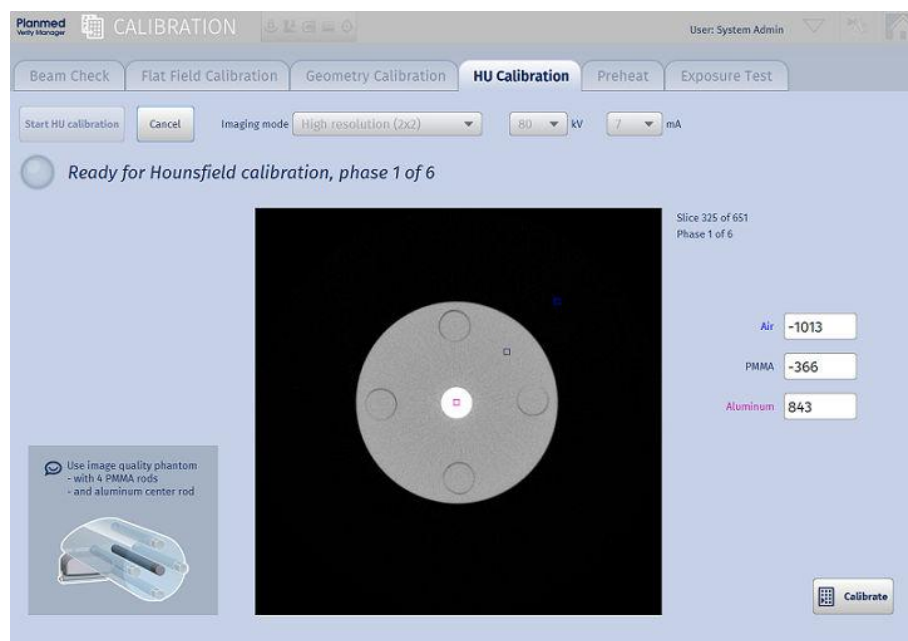 Planmed
Verity Manager
CALIBRATION
User: System Admin
Beam Check
Flat Field Calibration
Geometry Calibration
HU Calibration
Preheat
Exposure Test
Start HU calibration
Cancel
Imaging mode
High resolution (2x2)
80
kV
7
mA
Ready for Hounsfield calibration, phase 1 of 6
Slice 325 of 651
Phase 1 of 6
Air
-1013
PMMA
-366
Aluminum
843
Use image quality phantom
- with 4 PMMA rods
- and aluminum center rod
Calibrate